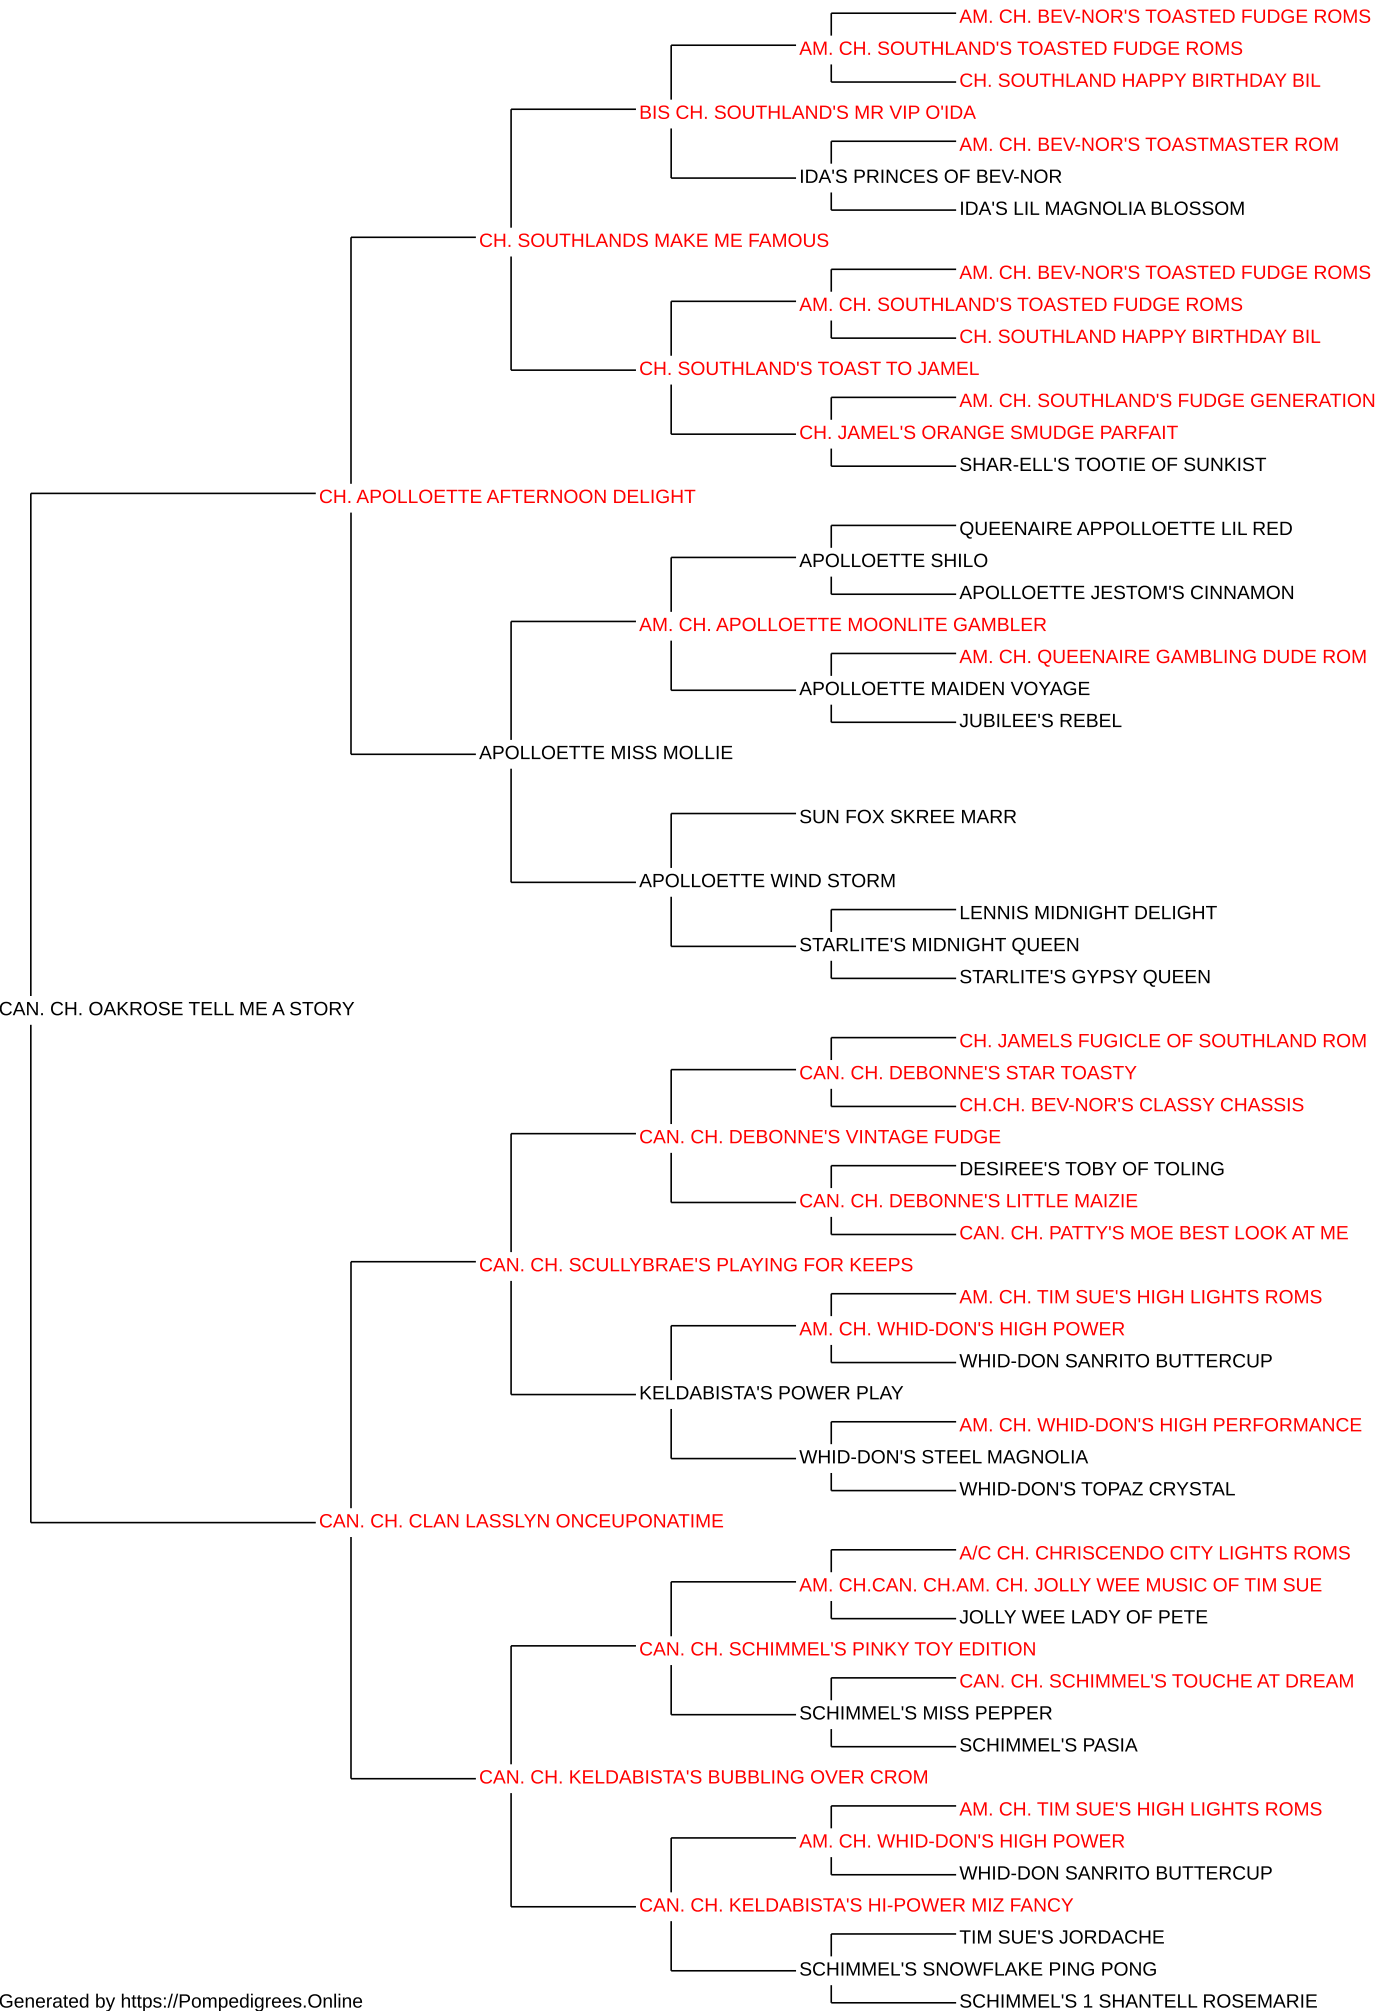 AM. CH. BEV-NOR'S TOASTED FUDGE ROMS
AM. CH. SOUTHLAND'S TOASTED FUDGE ROMS
CH. SOUTHLAND HAPPY BIRTHDAY BIL
BIS CH. SOUTHLAND'S MR VIP O'IDA
AM. CH. BEV-NOR'S TOASTMASTER ROM
IDA'S PRINCES OF BEV-NOR
IDA'S LIL MAGNOLIA BLOSSOM
CH. SOUTHLANDS MAKE ME FAMOUS
AM. CH. BEV-NOR'S TOASTED FUDGE ROMS
AM. CH. SOUTHLAND'S TOASTED FUDGE ROMS
CH. SOUTHLAND HAPPY BIRTHDAY BIL
CH. SOUTHLAND'S TOAST TO JAMEL
AM. CH. SOUTHLAND'S FUDGE GENERATION
CH. JAMEL'S ORANGE SMUDGE PARFAIT
SHAR-ELL'S TOOTIE OF SUNKIST
CH. APOLLOETTE AFTERNOON DELIGHT
QUEENAIRE APPOLLOETTE LIL RED
APOLLOETTE SHILO
APOLLOETTE JESTOM'S CINNAMON
AM. CH. APOLLOETTE MOONLITE GAMBLER
AM. CH. QUEENAIRE GAMBLING DUDE ROM
APOLLOETTE MAIDEN VOYAGE
JUBILEE'S REBEL
APOLLOETTE MISS MOLLIE
SUN FOX SKREE MARR
APOLLOETTE WIND STORM
LENNIS MIDNIGHT DELIGHT
STARLITE'S MIDNIGHT QUEEN
STARLITE'S GYPSY QUEEN
CAN. CH. OAKROSE TELL ME A STORY
CH. JAMELS FUGICLE OF SOUTHLAND ROM
CAN. CH. DEBONNE'S STAR TOASTY
CH.CH. BEV-NOR'S CLASSY CHASSIS
CAN. CH. DEBONNE'S VINTAGE FUDGE
DESIREE'S TOBY OF TOLING
CAN. CH. DEBONNE'S LITTLE MAIZIE
CAN. CH. PATTY'S MOE BEST LOOK AT ME
CAN. CH. SCULLYBRAE'S PLAYING FOR KEEPS
AM. CH. TIM SUE'S HIGH LIGHTS ROMS
AM. CH. WHID-DON'S HIGH POWER
WHID-DON SANRITO BUTTERCUP
KELDABISTA'S POWER PLAY
AM. CH. WHID-DON'S HIGH PERFORMANCE
WHID-DON'S STEEL MAGNOLIA
WHID-DON'S TOPAZ CRYSTAL
CAN. CH. CLAN LASSLYN ONCEUPONATIME
A/C CH. CHRISCENDO CITY LIGHTS ROMS
AM. CH.CAN. CH.AM. CH. JOLLY WEE MUSIC OF TIM SUE
JOLLY WEE LADY OF PETE
CAN. CH. SCHIMMEL'S PINKY TOY EDITION
CAN. CH. SCHIMMEL'S TOUCHE AT DREAM
SCHIMMEL'S MISS PEPPER
SCHIMMEL'S PASIA
CAN. CH. KELDABISTA'S BUBBLING OVER CROM
AM. CH. TIM SUE'S HIGH LIGHTS ROMS
AM. CH. WHID-DON'S HIGH POWER
WHID-DON SANRITO BUTTERCUP
CAN. CH. KELDABISTA'S HI-POWER MIZ FANCY
TIM SUE'S JORDACHE
SCHIMMEL'S SNOWFLAKE PING PONG
SCHIMMEL'S 1 SHANTELL ROSEMARIE
Generated by https://Pompedigrees.Online